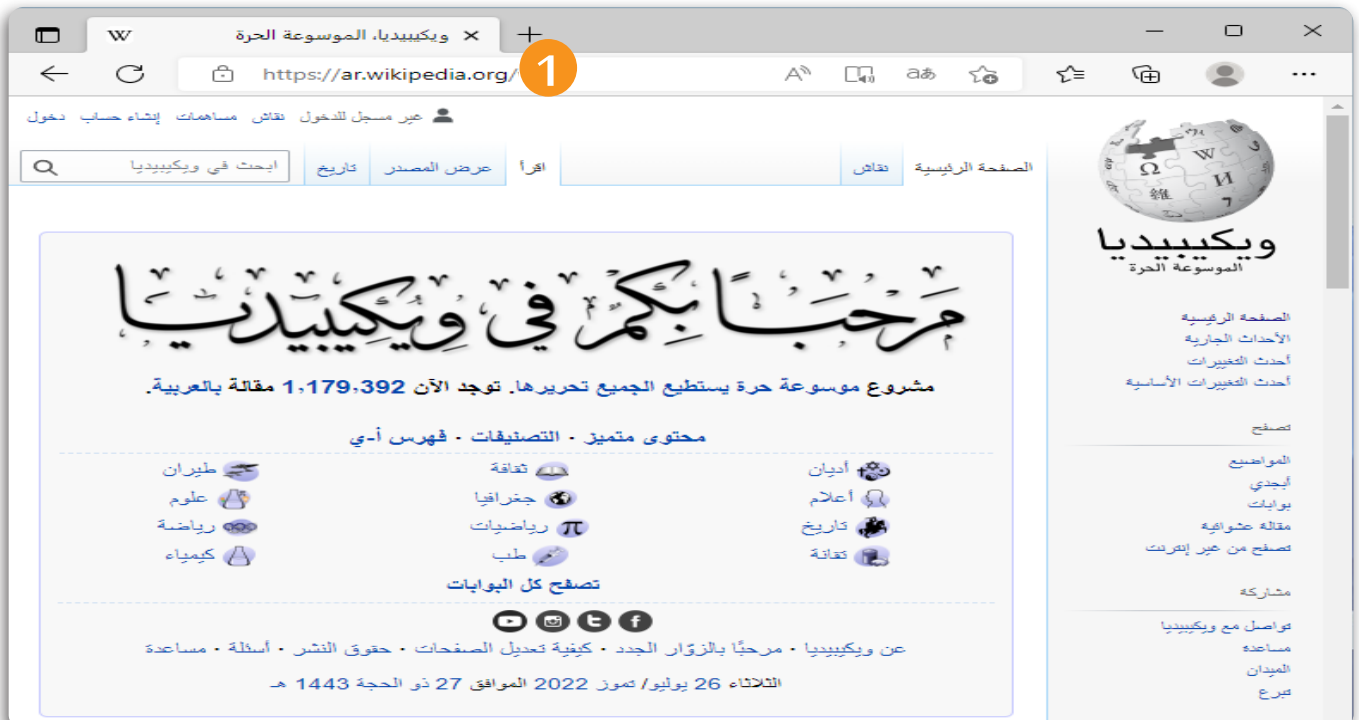 ويكيبيديا، الموسوعة الحرة
W
https://ar.wikipedia.org/
1
غير مسجل للدخول نقاش مساهمات إنشاء حساب دخول
الصفحة الرئيسية نقاش اقرأ عرض المصدر تاريخ ابحث في ويكيبيديا
ويكيبيديا
الموسوعة الحرة
الصفحة الرئيسية
الأحداث الجارية
أحدث التغييرات
أحدث التغييرات الأساسية
تصفح
المواضيع
أبجدي
بوابات
مقالة عشوائية
تصفح من غير إنترنت
مشاركة
تواصل مع ويكيبيديا
مساعدة
الميدان
تبرع
مَرحَبًا بِكُم في ويكيبيديا
مشروع موسوعة حرة يستطيع الجميع تحريرها. توجد الآن 1،179،392 مقالة بالعربية.
محتوى متميز · التصنيفات · فهرس أ-ي
أديان ثقافة طيران
أعلام جغرافيا علوم
تاريخ رياضيات رياضة
تقانة طب كيمياء
تصفح كل البوابات
عن ويكيبيديا · مرحبًا بالزوّار الجدد · كيفية تعديل الصفحات · حقوق النشر · أسئلة · مساعدة
الثلاثاء 26 يوليو/ تموز 2022 الموافق 27 ذو الحجة 1443 هـ